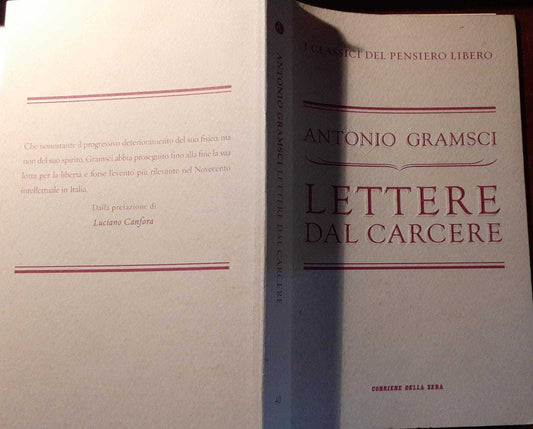 Che nonostante il progressivo deterioramento del suo fisico, ma
non del suo spirito, Gramsci abbia proseguito fino alla fine la sua
lotta per la libertà è forse l'evento più rilevante nel Novecento
intellettuale in Italia.
Dalla prefazione di
Luciano Canfora
ANTONIO GRAMSCI LETTERE DAL CARCERE
I CLASSICI DEL PENSIERO LIBERO
ANTONIO GRAMSCI
LETTERE
DAL CARCERE
CORRIERE DELLA SERA